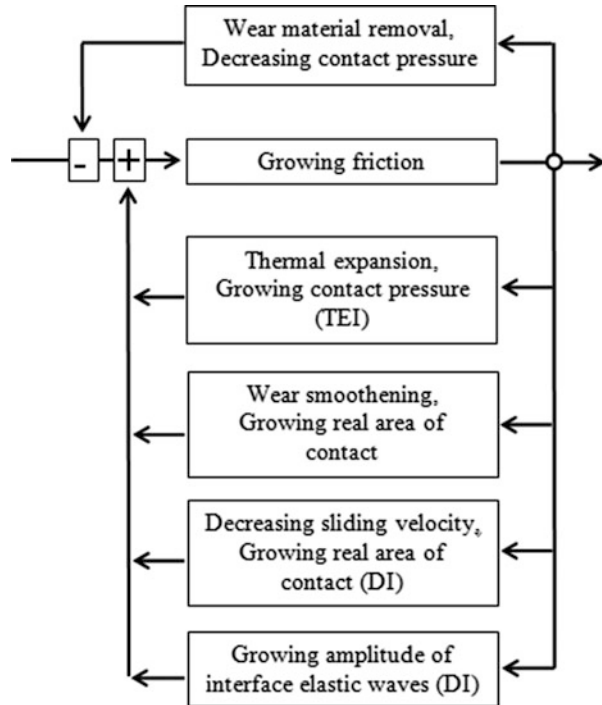 Wear material removal,
Decreasing contact pressure
- +
Growing friction
Thermal expansion,
Growing contact pressure
(TEI)
Wear smoothening,
Growing real area of
contact
Decreasing sliding velocity,
Growing real area of
contact (DI)
Growing amplitude of
interface elastic waves (DI)